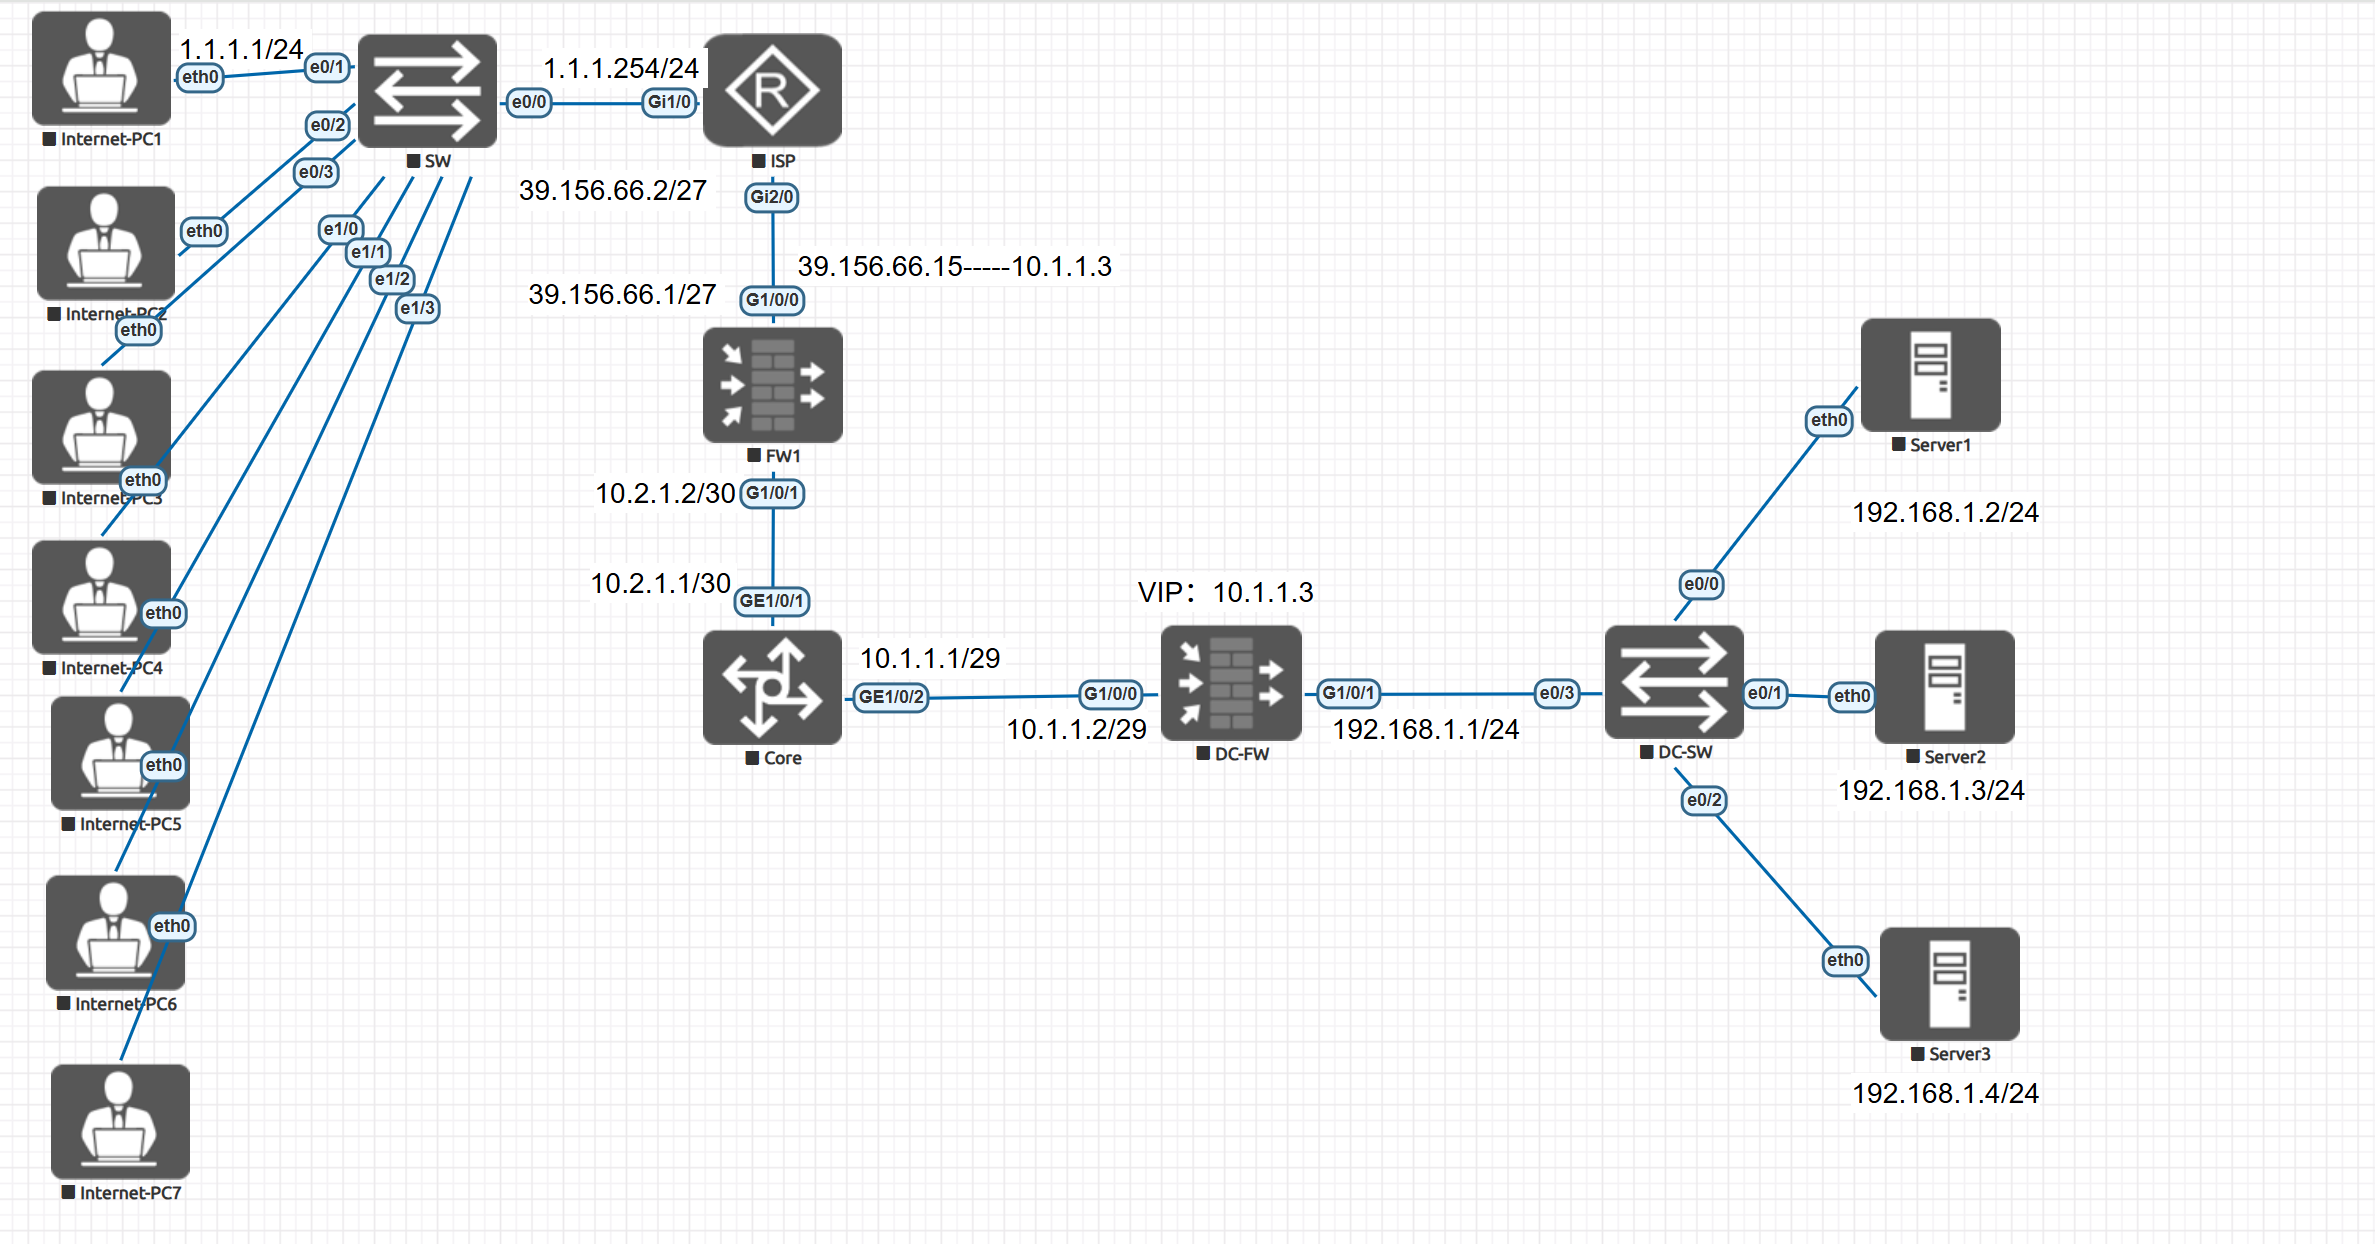 1.1.1.1/24
eth0
e0/1
Internet-PC1
SW
e0/0
1.1.1.254/24
Gi1/0
ISP
e0/2
e0/3
eth0
Internet-PC2
eth0
e1/0
e1/1
e1/2
e1/3
39.156.66.2/27
Gi2/0
39.156.66.15-----10.1.1.3
39.156.66.1/27
G1/0/0
FW1
10.2.1.2/30
G1/0/1
eth0
Internet-PC3
10.2.1.1/30
GE1/0/1
eth0
Internet-PC4
Core
10.1.1.1/29
GE1/0/2
VIP：10.1.1.3
G1/0/0
10.1.1.2/29
DC-FW
G1/0/1
192.168.1.1/24
e0/3
DC-SW
e0/0
eth0
Server1
192.168.1.2/24
e0/1
eth0
Server2
192.168.1.3/24
e0/2
eth0
Server3
192.168.1.4/24
eth0
Internet-PC5
eth0
Internet-PC6
Internet-PC7